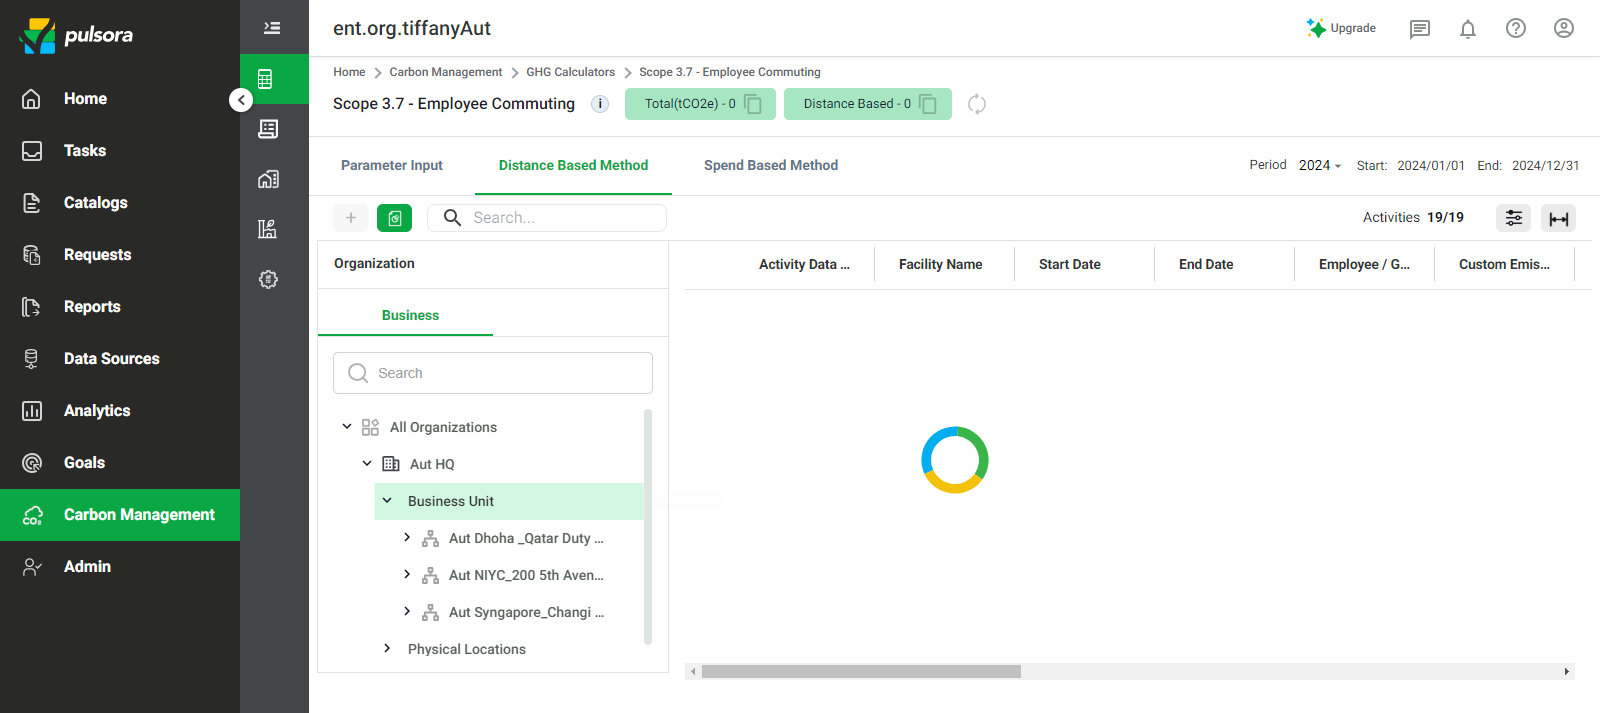 pulsora
Home
Tasks
Catalogs
Requests
Reports
Data Sources
Analytics
Goals
Carbon Management
Admin
ent.org.tiffanyAut
Upgrade
Home > Carbon Management > GHG Calculators > Scope 3.7 - Employee Commuting
Scope 3.7 - Employee Commuting i Total(tCO2e) - 0 Distance Based - 0
Parameter Input Distance Based Method Spend Based Method
Period 2024 Start: 2024/01/01 End: 2024/12/31
+ Search...
Activities 19/19
Organization
Business
Search
All Organizations
Aut HQ
Business Unit
Aut Dhoha _Qatar Duty ...
Aut NIYC_200 5th Aven...
Aut Syngapore_Changi ...
Physical Locations
Activity Data ... Facility Name Start Date End Date Employee / G... Custom Emis...